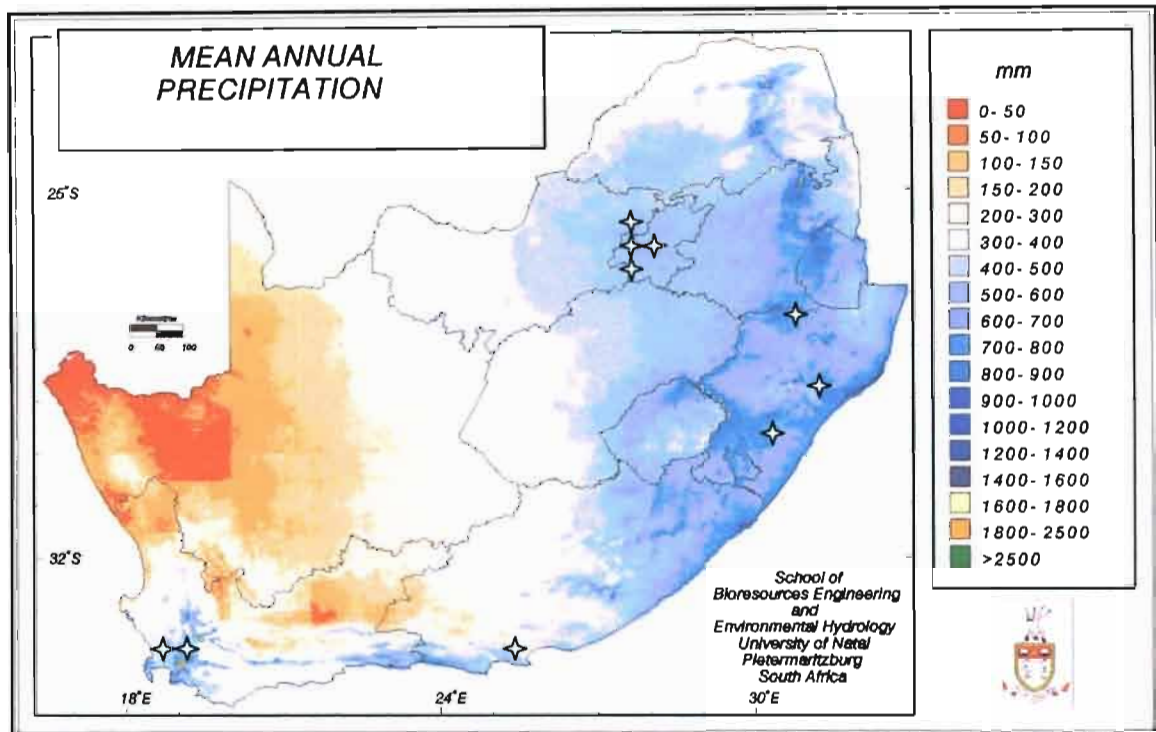 MEAN ANNUAL
PRECIPITATION
25°S
32°S
18°E
24°E
30°E
Kilometres
0 50 100
mm
0- 50
50- 100
100- 150
150- 200
200- 300
300- 400
400- 500
500- 600
600- 700
700- 800
800- 900
900- 1000
1000- 1200
1200- 1400
1400- 1600
1600- 1800
1800- 2500
>2500
School of
Bioresources Engineering
and
Environmental Hydrology
University of Natal
Pietermaritzburg
South Africa